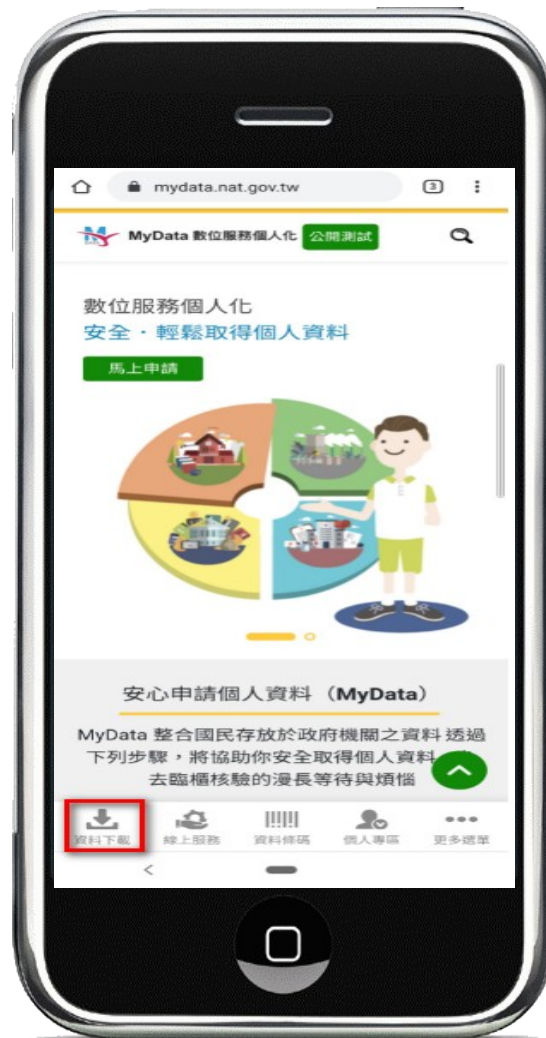 mydata.nat.gov.tw 3
MyData 數位服務個人化 公開測試
數位服務個人化
安全・輕鬆取得個人資料
馬上申請
安心申請個人資料（MyData）
MyData 整合國民存放於政府機關之資料透過
下列步驟，將協助你安全取得個人資料
去臨櫃核驗的漫長等待與煩惱
資料下載 線上服務 資料條碼 個人專區 更多選單